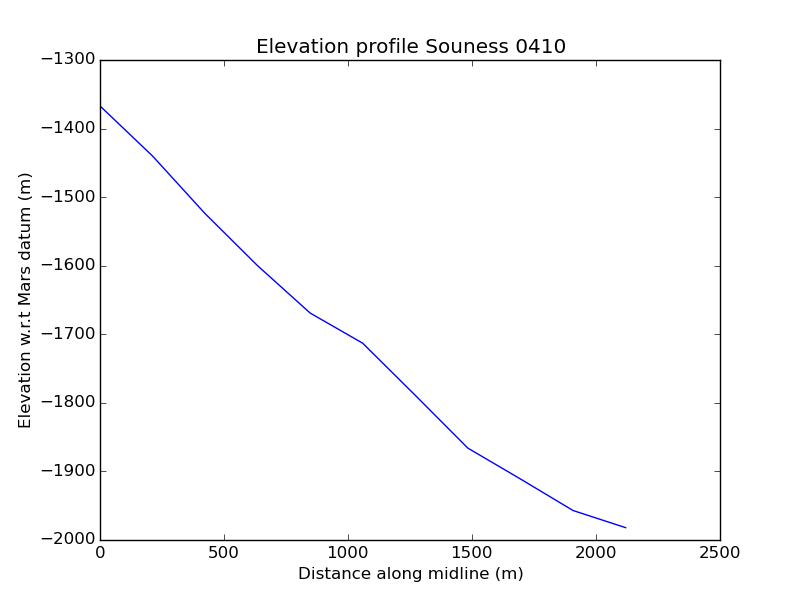 Elevation profile Souness 0410
−1300
−1400
−1500
−1600
−1700
−1800
−1900
−2000
Elevation w.r.t Mars datum (m)
0 500 1000 1500 2000 2500
Distance along midline (m)